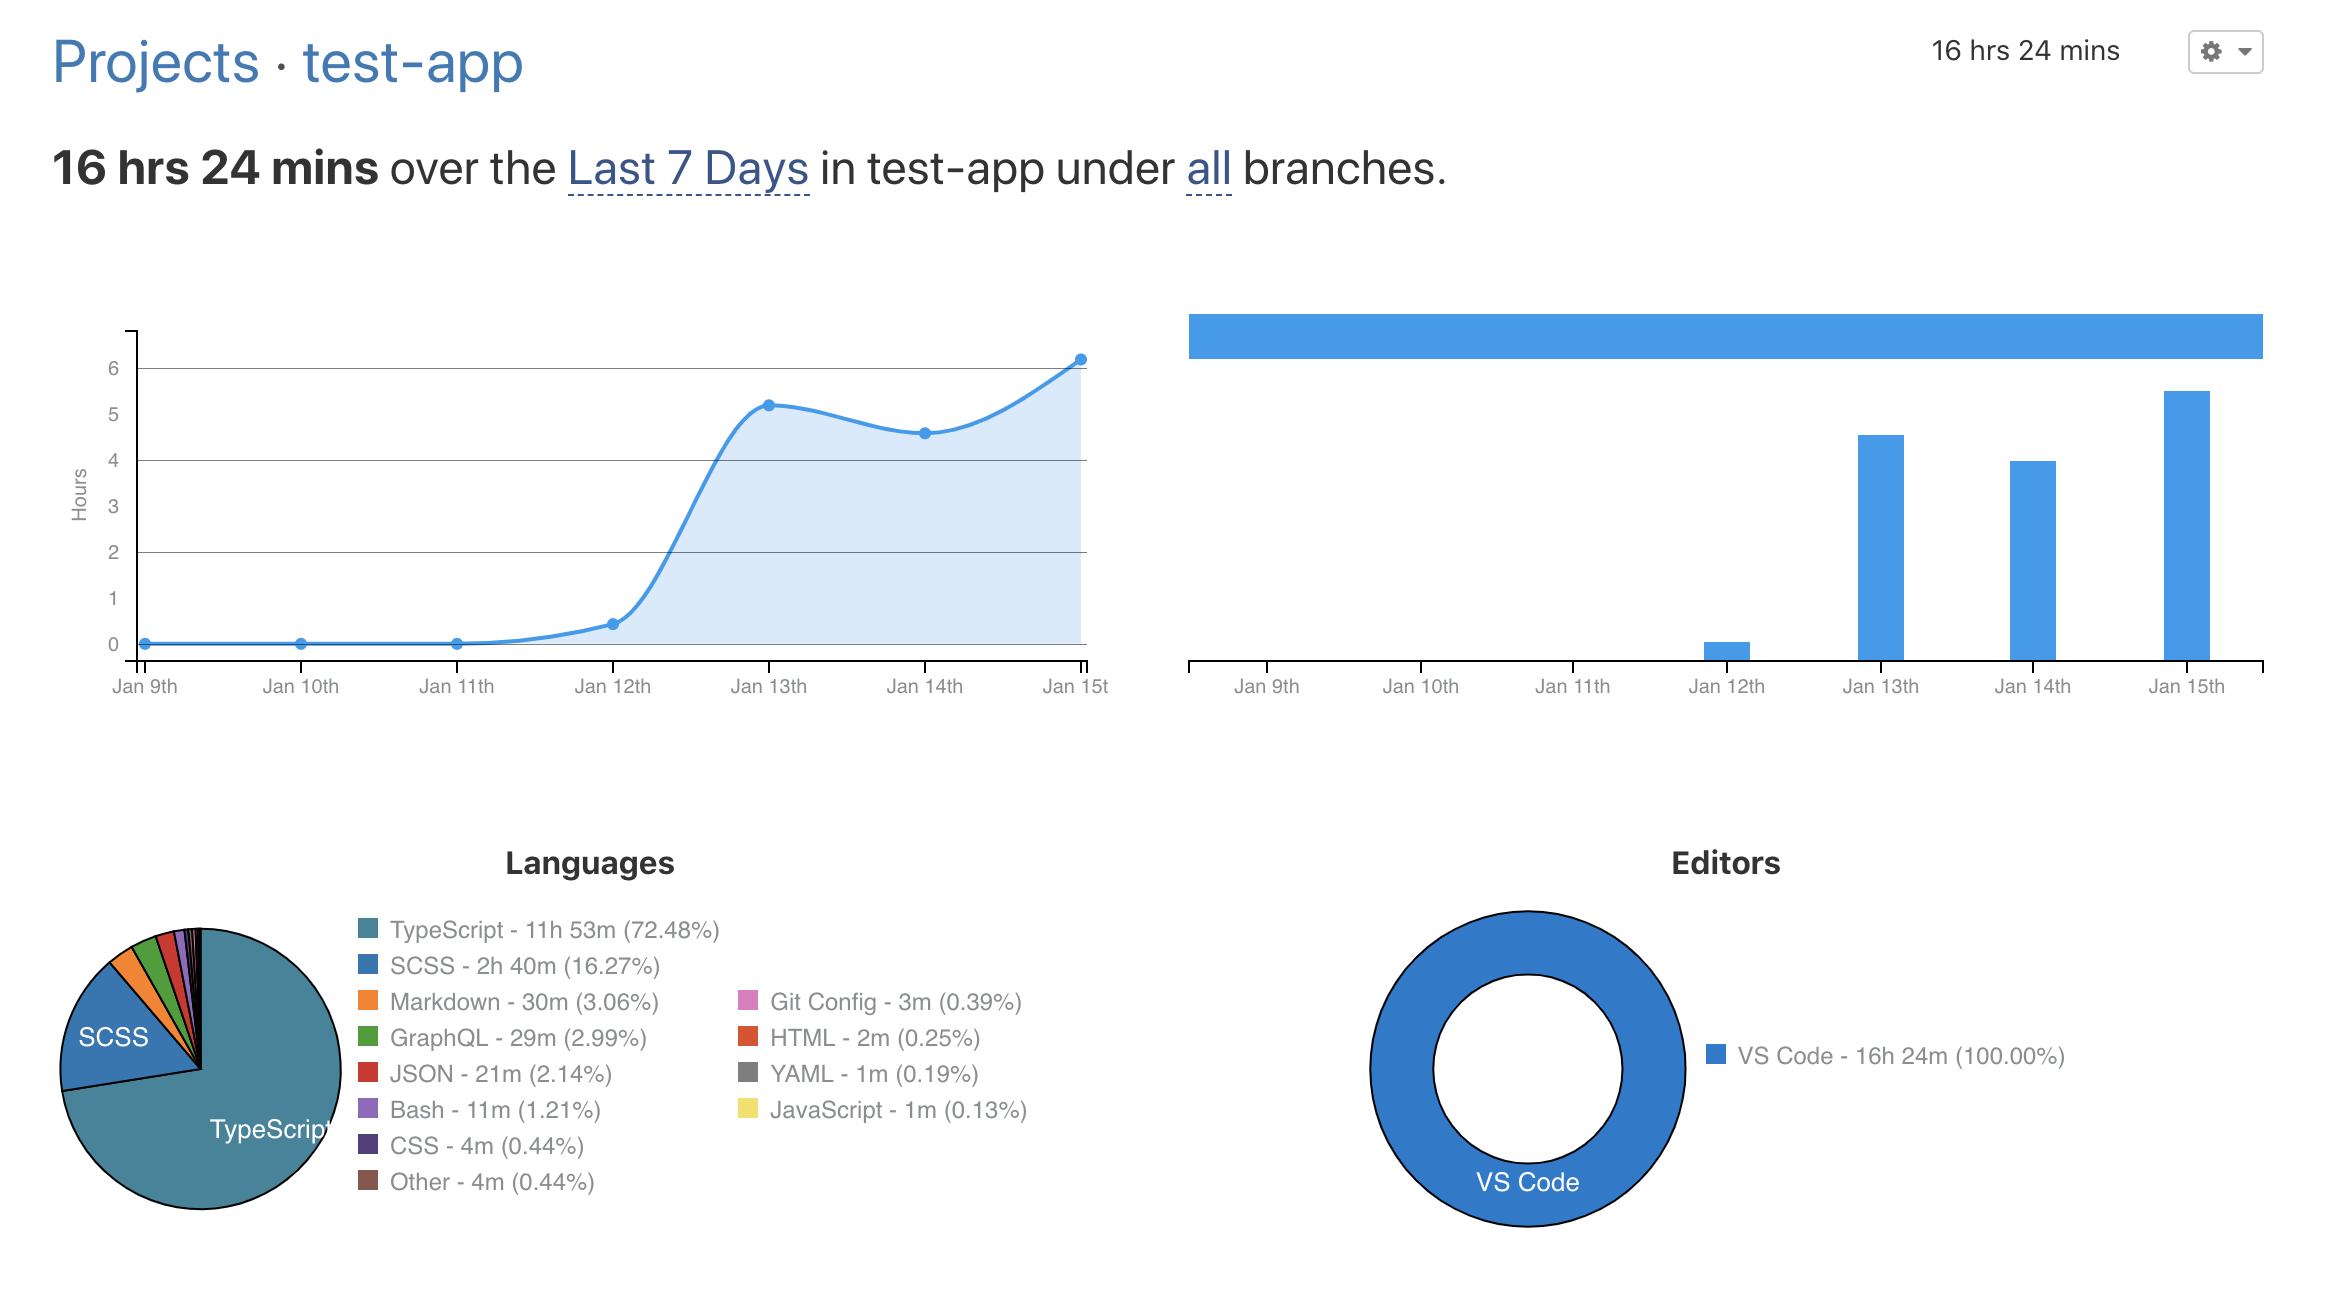 Projects · test-app
16 hrs 24 mins
16 hrs 24 mins over the Last 7 Days in test-app under all branches.
Hours
6
5
4
3
2
1
0
Jan 9th Jan 10th Jan 11th Jan 12th Jan 13th Jan 14th Jan 15t
Jan 9th Jan 10th Jan 11th Jan 12th Jan 13th Jan 14th Jan 15th
Languages
SCSS
TypeScript
TypeScript - 11h 53m (72.48%)
SCSS - 2h 40m (16.27%)
Markdown - 30m (3.06%)
GraphQL - 29m (2.99%)
JSON - 21m (2.14%)
Bash - 11m (1.21%)
CSS - 4m (0.44%)
Other - 4m (0.44%)
Git Config - 3m (0.39%)
HTML - 2m (0.25%)
YAML - 1m (0.19%)
JavaScript - 1m (0.13%)
Editors
VS Code
VS Code - 16h 24m (100.00%)